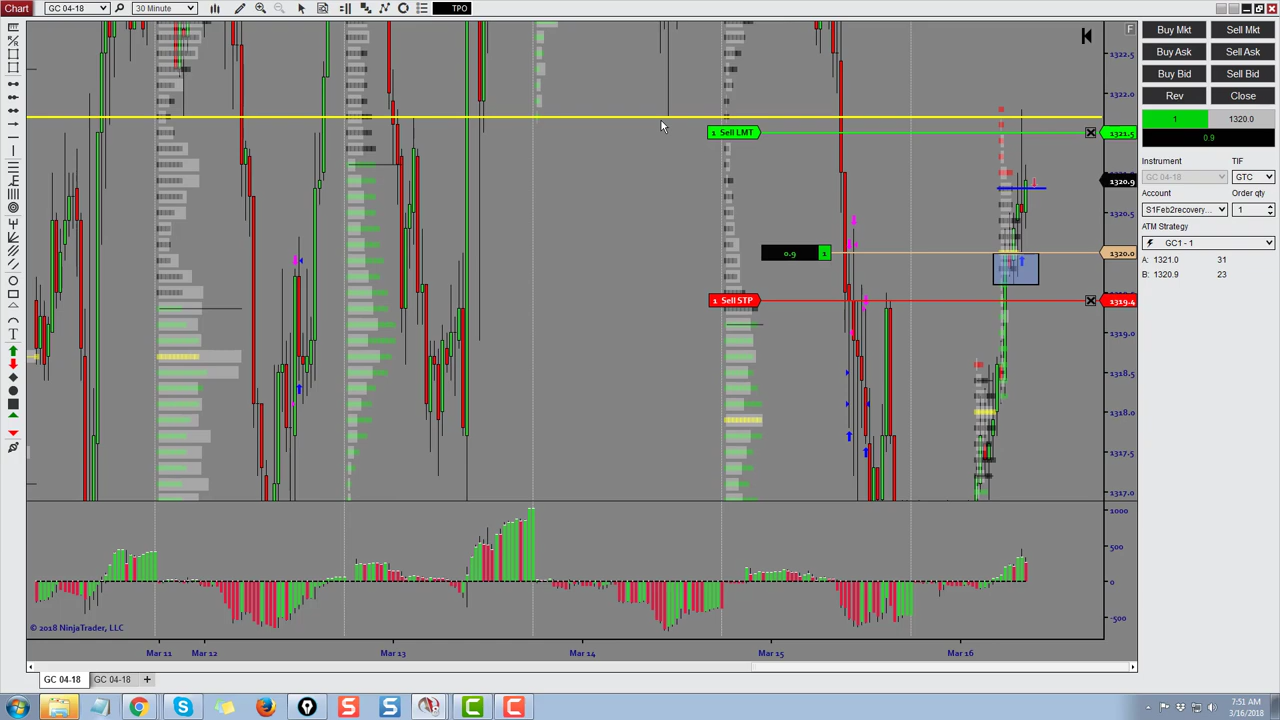 Chart
GC 04-18
30 Minute
TPO
F
1322.5
1322.0
1 Sell LMT
1321.5
1320.9
1320.5
0.9 1
1320.0
1 Sell STP
1319.4
1319.0
1318.5
1318.0
1317.5
1317.0
1000
500
0
-500
© 2018 NinjaTrader, LLC
Mar 11
Mar 12
Mar 13
Mar 14
Mar 15
Mar 16
GC 04-18
GC 04-18
+
Buy Mkt
Sell Mkt
Buy Ask
Sell Ask
Buy Bid
Sell Bid
Rev
Close
1
1320.0
0.9
Instrument
TIF
GC 04-18
GTC
Account
Order qty
S1Feb2recovery...
1
ATM Strategy
GC1 - 1
A: 1321.0 31
B: 1320.9 23
7:51 AM
3/16/2018